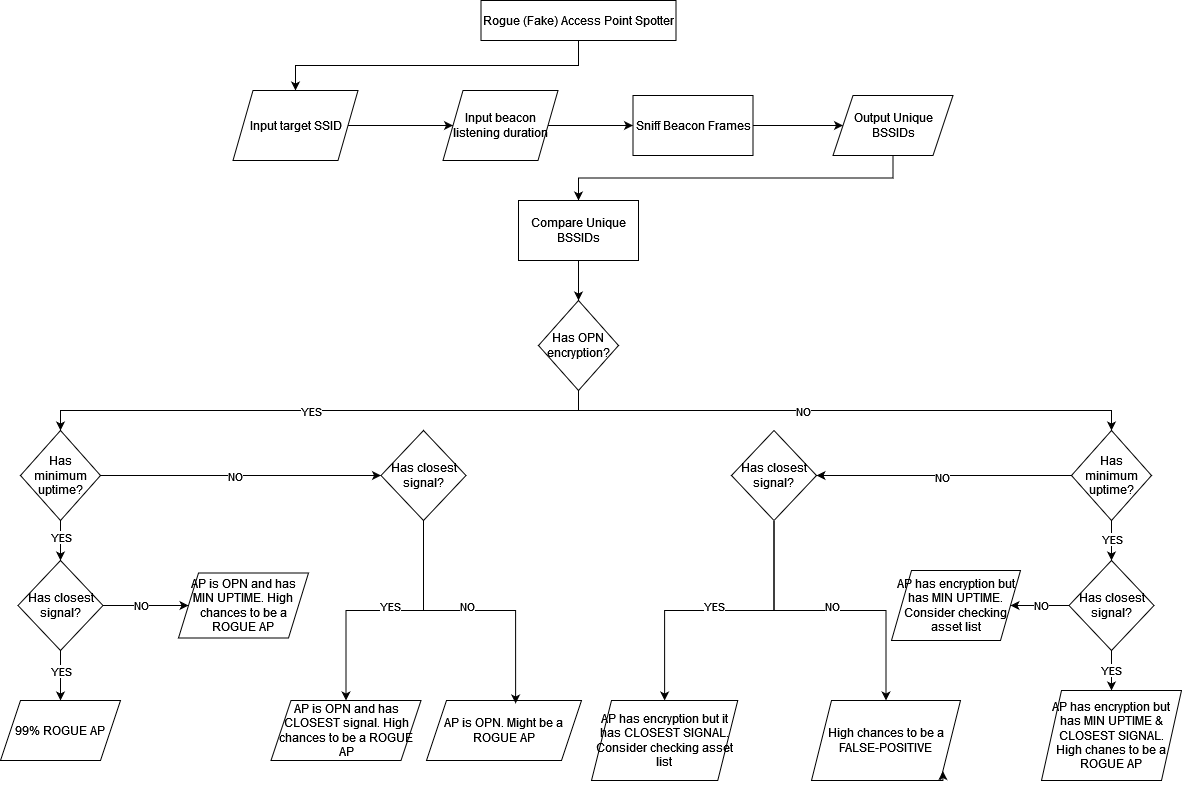 Rogue (Fake) Access Point Spotter
Input target SSID
Input beacon
listening duration
Sniff Beacon Frames
Output Unique
BSSIDs
Compare Unique
BSSIDs
Has OPN
encryption?
YES
NO
Has
minimum
uptime?
NO
Has closest
signal?
Has closest
signal?
NO
Has
minimum
uptime?
YES
YES
Has closest
signal?
NO
AP is OPN and has
MIN UPTIME. High
chances to be a
ROGUE AP
YES
NO
YES
NO
AP has encryption but
has MIN UPTIME.
Consider checking
asset list
NO
Has closest
signal?
YES
YES
99% ROGUE AP
AP is OPN and has
CLOSEST signal. High
chances to be a ROGUE
AP
AP is OPN. Might be a
ROGUE AP
AP has encryption but it
has CLOSEST SIGNAL.
Consider checking asset
list
High chances to be a
FALSE-POSITIVE
AP has encryption but
has MIN UPTIME &
CLOSEST SIGNAL.
High chanes to be a
ROGUE AP